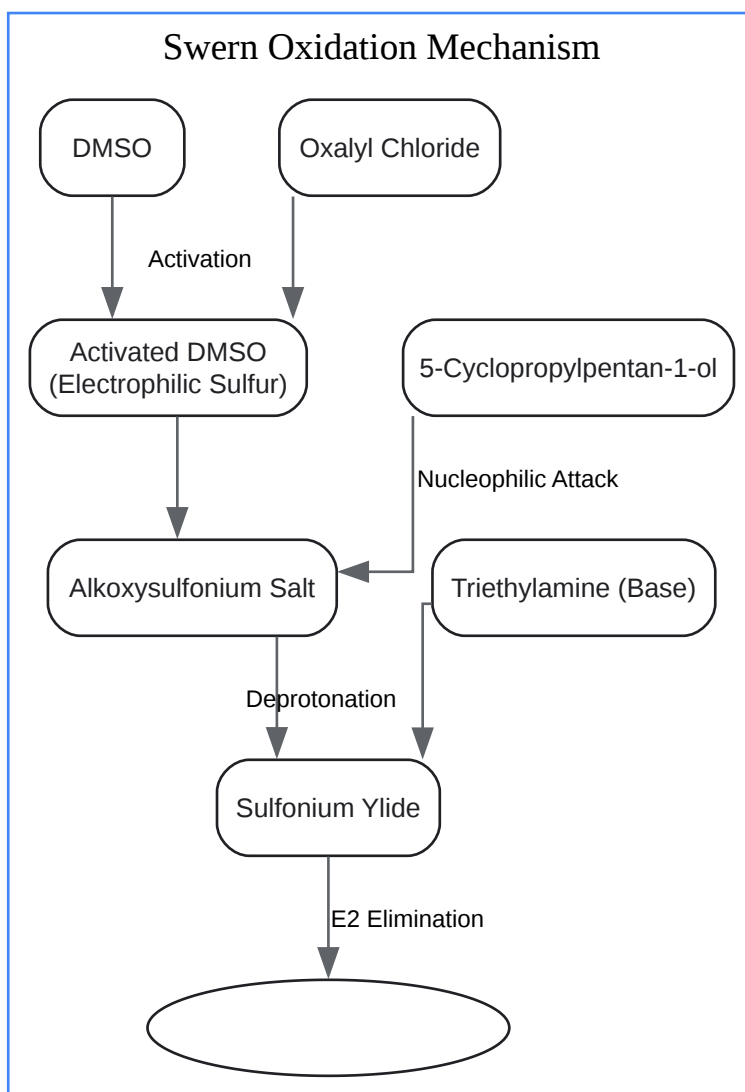 Swern Oxidation Mechanism
DMSO
Oxalyl Chloride
Activation
Activated DMSO
(Electrophilic Sulfur)
5-Cyclopropylpentan-1-ol
Nucleophilic Attack
Alkoxysulfonium Salt
Triethylamine (Base)
Deprotonation
Sulfonium Ylide
E2 Elimination